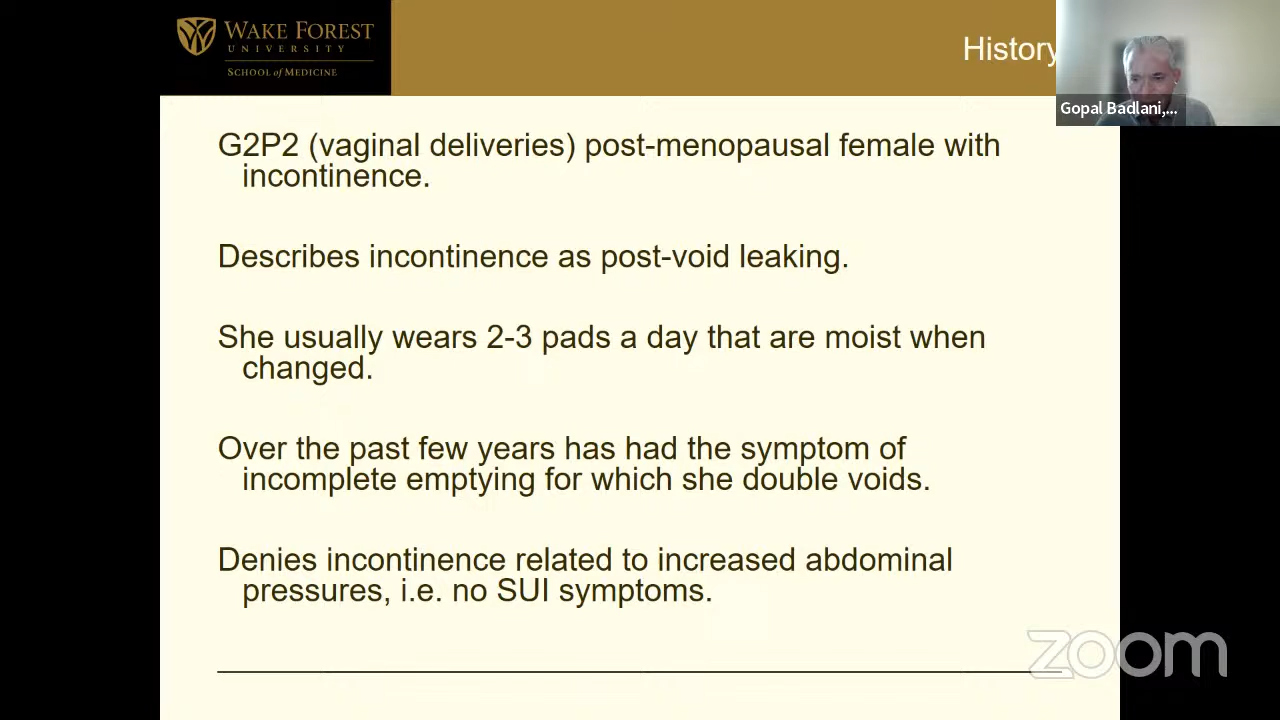 WAKE FOREST
UNIVERSITY
SCHOOL of MEDICINE
History
Gopal Badlani,...
G2P2 (vaginal deliveries) post-menopausal female with
incontinence.
Describes incontinence as post-void leaking.
She usually wears 2-3 pads a day that are moist when
changed.
Over the past few years has had the symptom of
incomplete emptying for which she double voids.
Denies incontinence related to increased abdominal
pressures, i.e. no SUI symptoms.
zoom